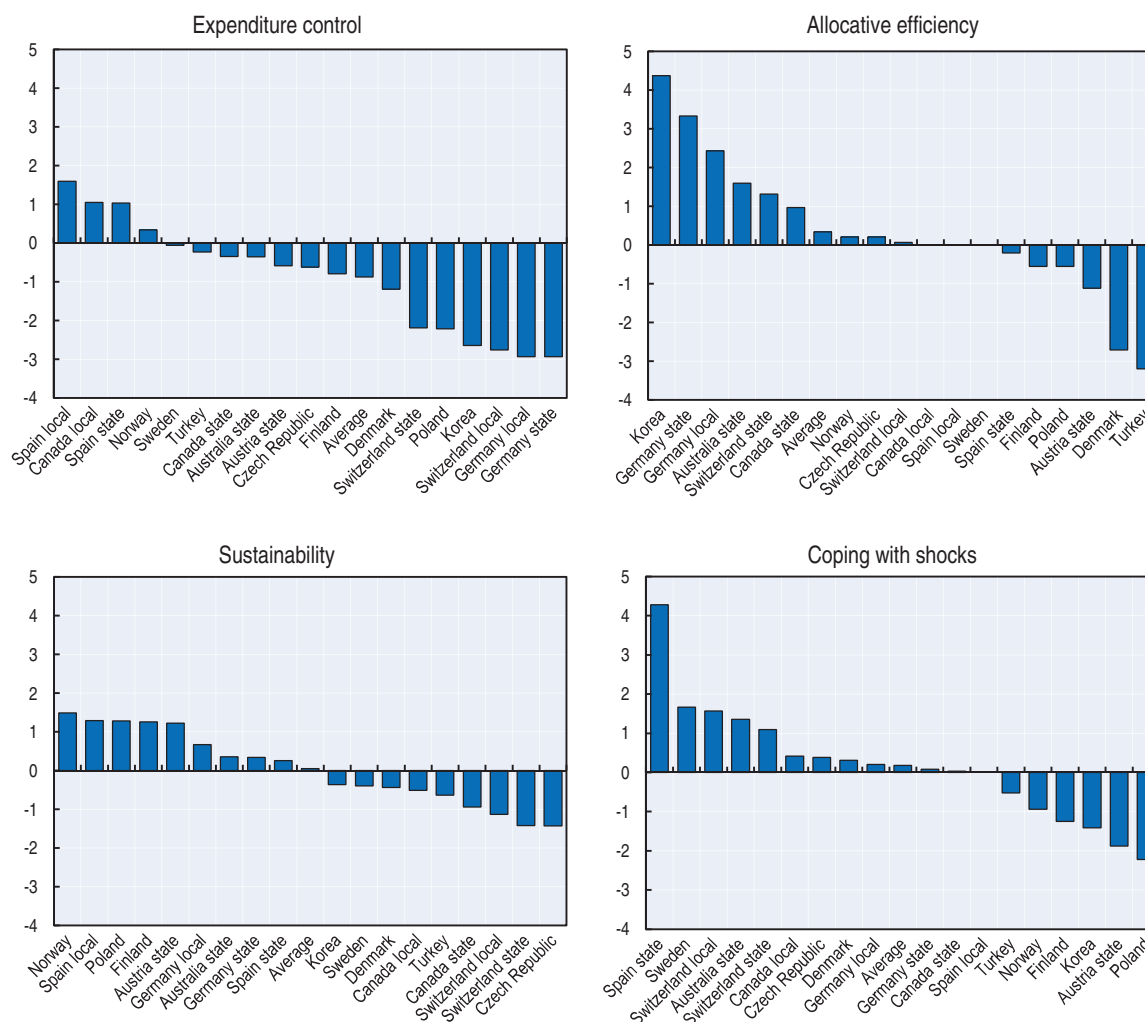 Expenditure control
5
4
3
2
1
0
-1
-2
-3
-4
Spain local
Canada local
Spain state
Norway
Sweden
Turkey
Canada state
Australia state
Austria state
Czech Republic
Finland
Average
Denmark
Switzerland state
Poland
Korea
Switzerland local
Germany local
Germany state
Allocative efficiency
5
4
3
2
1
0
-1
-2
-3
-4
Korea
Germany state
Germany local
Australia state
Switzerland state
Canada state
Average
Norway
Czech Republic
Switzerland local
Canada local
Spain local
Sweden
Spain state
Finland
Poland
Austria state
Denmark
Turkey
Sustainability
5
4
3
2
1
0
-1
-2
-3
-4
Norway
Spain local
Poland
Finland
Austria state
Germany local
Australia state
Germany state
Spain state
Average
Korea
Sweden
Denmark
Canada local
Turkey
Canada state
Switzerland local
Switzerland state
Czech Republic
Coping with shocks
5
4
3
2
1
0
-1
-2
-3
-4
Spain state
Sweden
Switzerland local
Australia state
Switzerland state
Canada local
Czech Republic
Denmark
Germany local
Average
Germany state
Canada state
Spain local
Turkey
Norway
Finland
Korea
Austria state
Poland